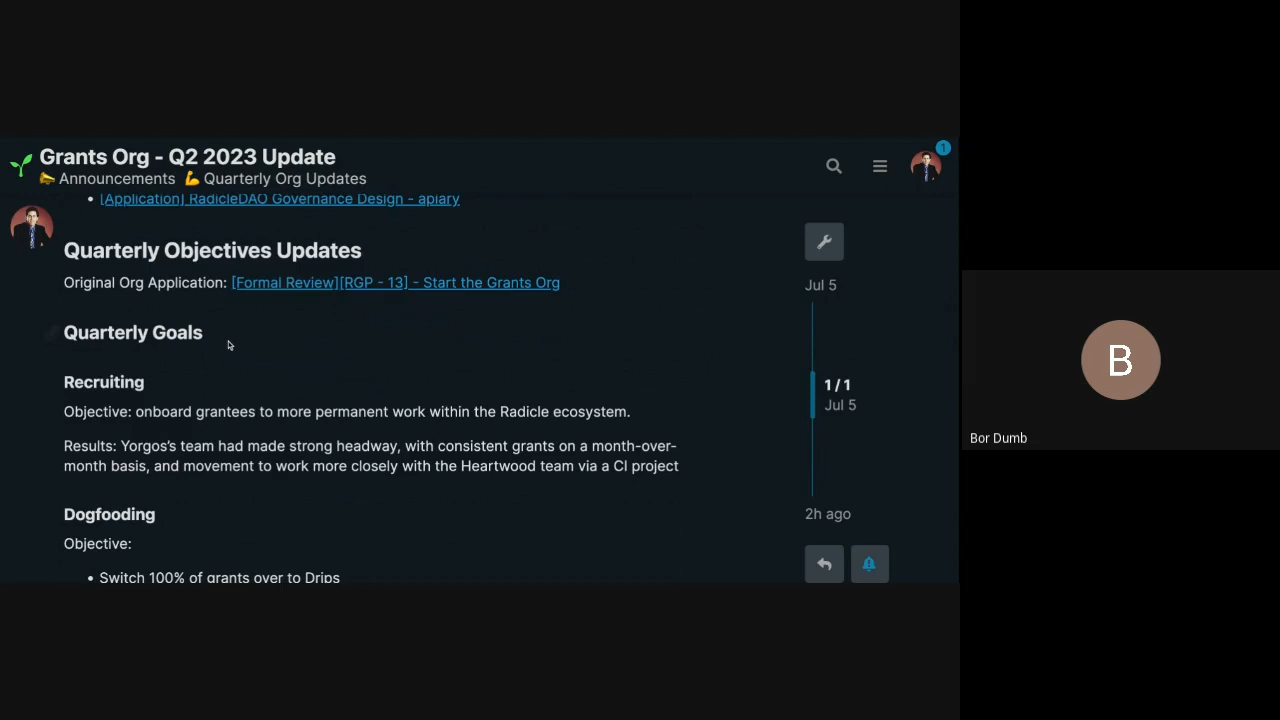 Grants Org - Q2 2023 Update
Announcements Quarterly Org Updates
1
• [Application] RadicleDAO Governance Design - apiary
Quarterly Objectives Updates
Original Org Application: [Formal Review][RGP - 13] - Start the Grants Org
Quarterly Goals
Recruiting
Objective: onboard grantees to more permanent work within the Radicle ecosystem.
Results: Yorgos’s team had made strong headway, with consistent grants on a month-over-
month basis, and movement to work more closely with the Heartwood team via a CI project
Dogfooding
Objective:
• Switch 100% of grants over to Drips
Jul 5
1 / 1
Jul 5
2h ago
B
Bor Dumb